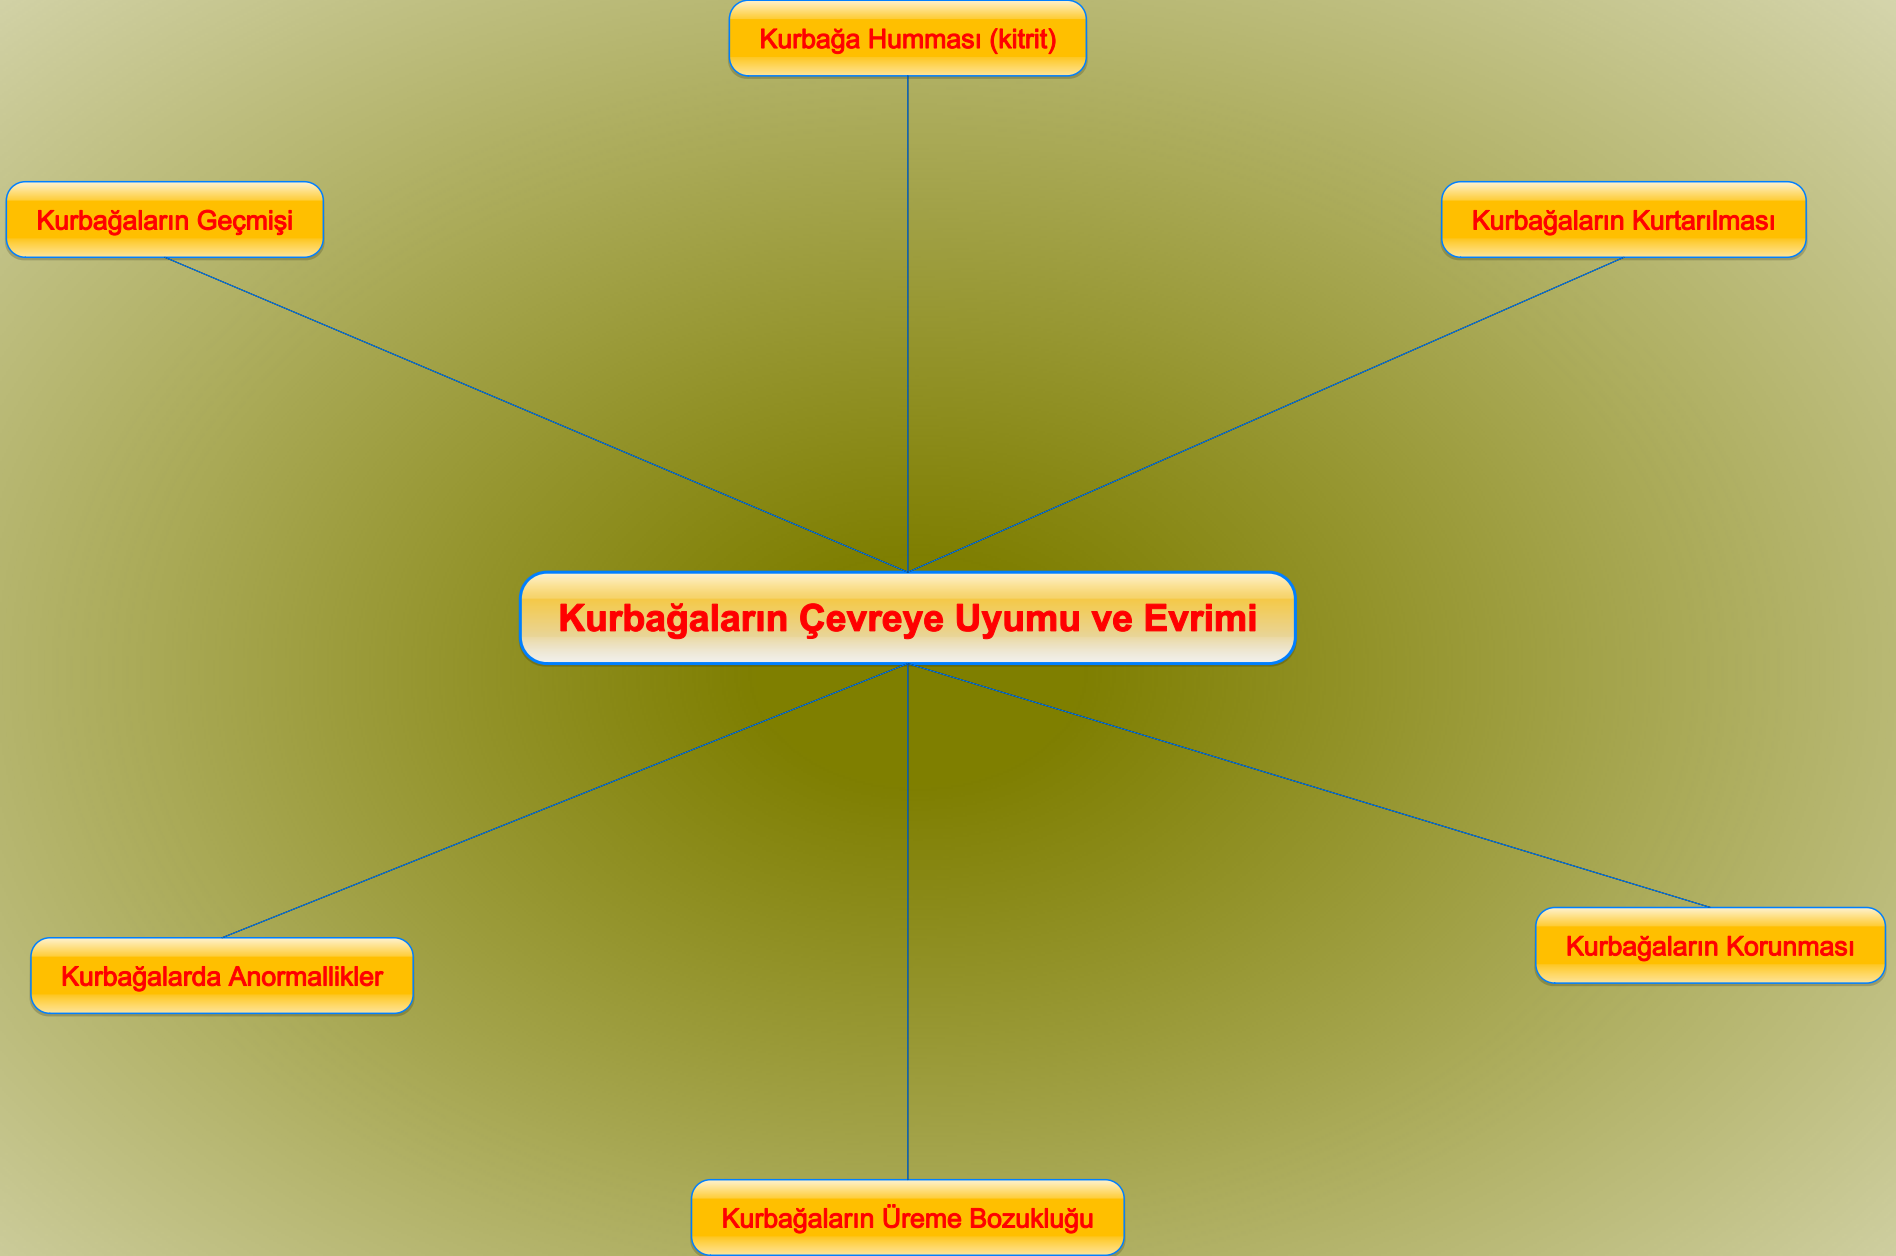 Kurbağa Humması (kitrit)
Kurbağaların Geçmişi
Kurbağaların Kurtarılması
Kurbağaların Çevreye Uyumu ve Evrimi
Kurbağaların Korunması
Kurbağalarda Anormallikler
Kurbağaların Üreme Bozukluğu